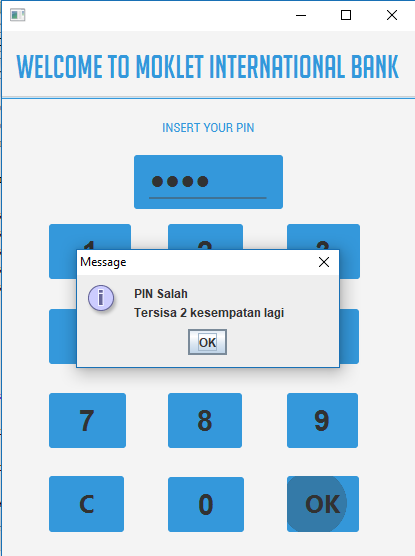 WELCOME TO MOKLET INTERNATIONAL BANK
INSERT YOUR PIN
1 2 3
Message
PIN Salah
Tersisa 2 kesempatan lagi
OK
7 8 9
C 0 OK